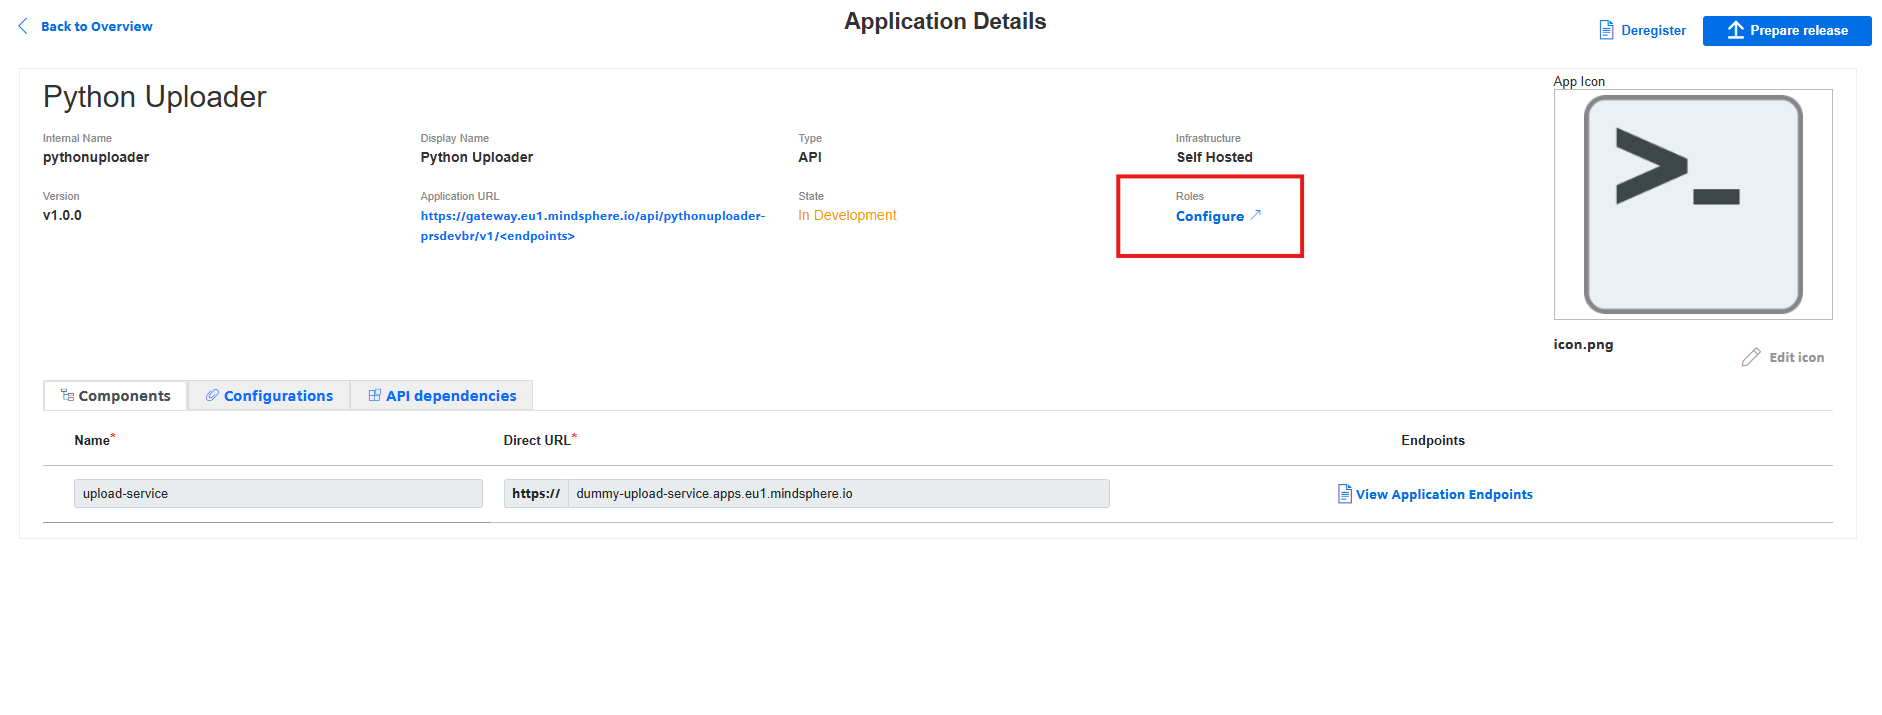 Back to Overview
Application Details
Deregister
Prepare release
Python Uploader
App Icon
Internal Name
pythonuploader
Display Name
Python Uploader
Type
API
Infrastructure
Self Hosted
Version
v1.0.0
Application URL
https://gateway.eu1.mindsphere.io/api/pythonuploader-
prsdevbr/v1/<endpoints>
State
In Development
Roles
Configure
>_
icon.png
Edit icon
Components
Configurations
API dependencies
Name*
Direct URL*
Endpoints
upload-service
https://
dummy-upload-service.apps.eu1.mindsphere.io
View Application Endpoints